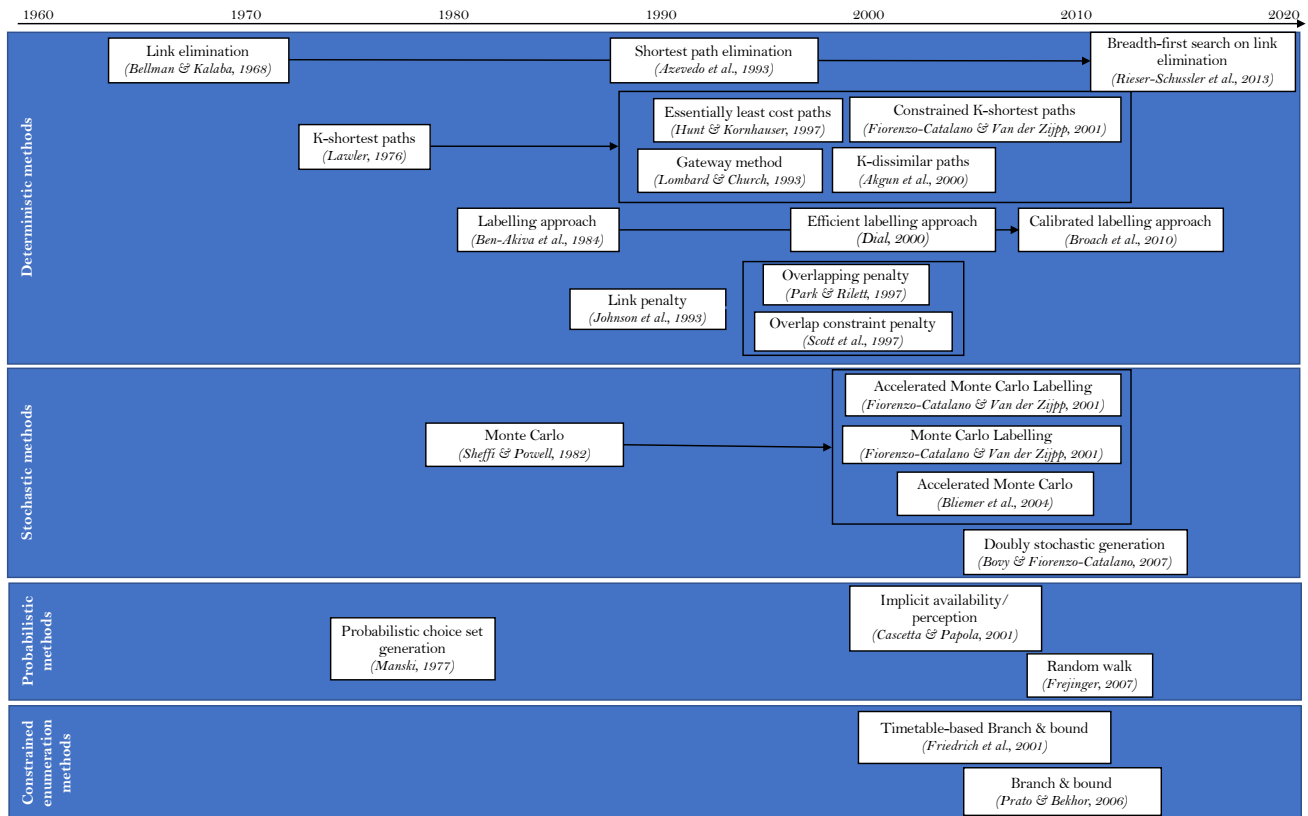 1960
1970
1980
1990
2000
2010
2020
Deterministic methods
Link elimination
(Bellman & Kalaba, 1968)
Shortest path elimination
(Azevedo et al., 1993)
Breadth-first search on link
elimination
(Rieser-Schussler et al., 2013)
K-shortest paths
(Lawler, 1976)
Essentially least cost paths
(Hunt & Kornhauser, 1997)
Constrained K-shortest paths
(Fiorenzo-Catalano & Van der Zijpp, 2001)
Gateway method
(Lombard & Church, 1993)
K-dissimilar paths
(Akgun et al., 2000)
Labelling approach
(Ben-Akiva et al., 1984)
Efficient labelling approach
(Dial, 2000)
Calibrated labelling approach
(Broach et al., 2010)
Link penalty
(Johnson et al., 1993)
Overlapping penalty
(Park & Rilett, 1997)
Overlap constraint penalty
(Scott et al., 1997)
Stochastic methods
Monte Carlo
(Sheffi & Powell, 1982)
Accelerated Monte Carlo Labelling
(Fiorenzo-Catalano & Van der Zijpp, 2001)
Monte Carlo Labelling
(Fiorenzo-Catalano & Van der Zijpp, 2001)
Accelerated Monte Carlo
(Bliemer et al., 2004)
Doubly stochastic generation
(Bovy & Fiorenzo-Catalano, 2007)
Probabilistic
methods
Probabilistic choice set
generation
(Manski, 1977)
Implicit availability/
perception
(Cascetta & Papola, 2001)
Random walk
(Frejinger, 2007)
Constrained
enumeration
methods
Timetable-based Branch & bound
(Friedrich et al., 2001)
Branch & bound
(Prato & Bekhor, 2006)